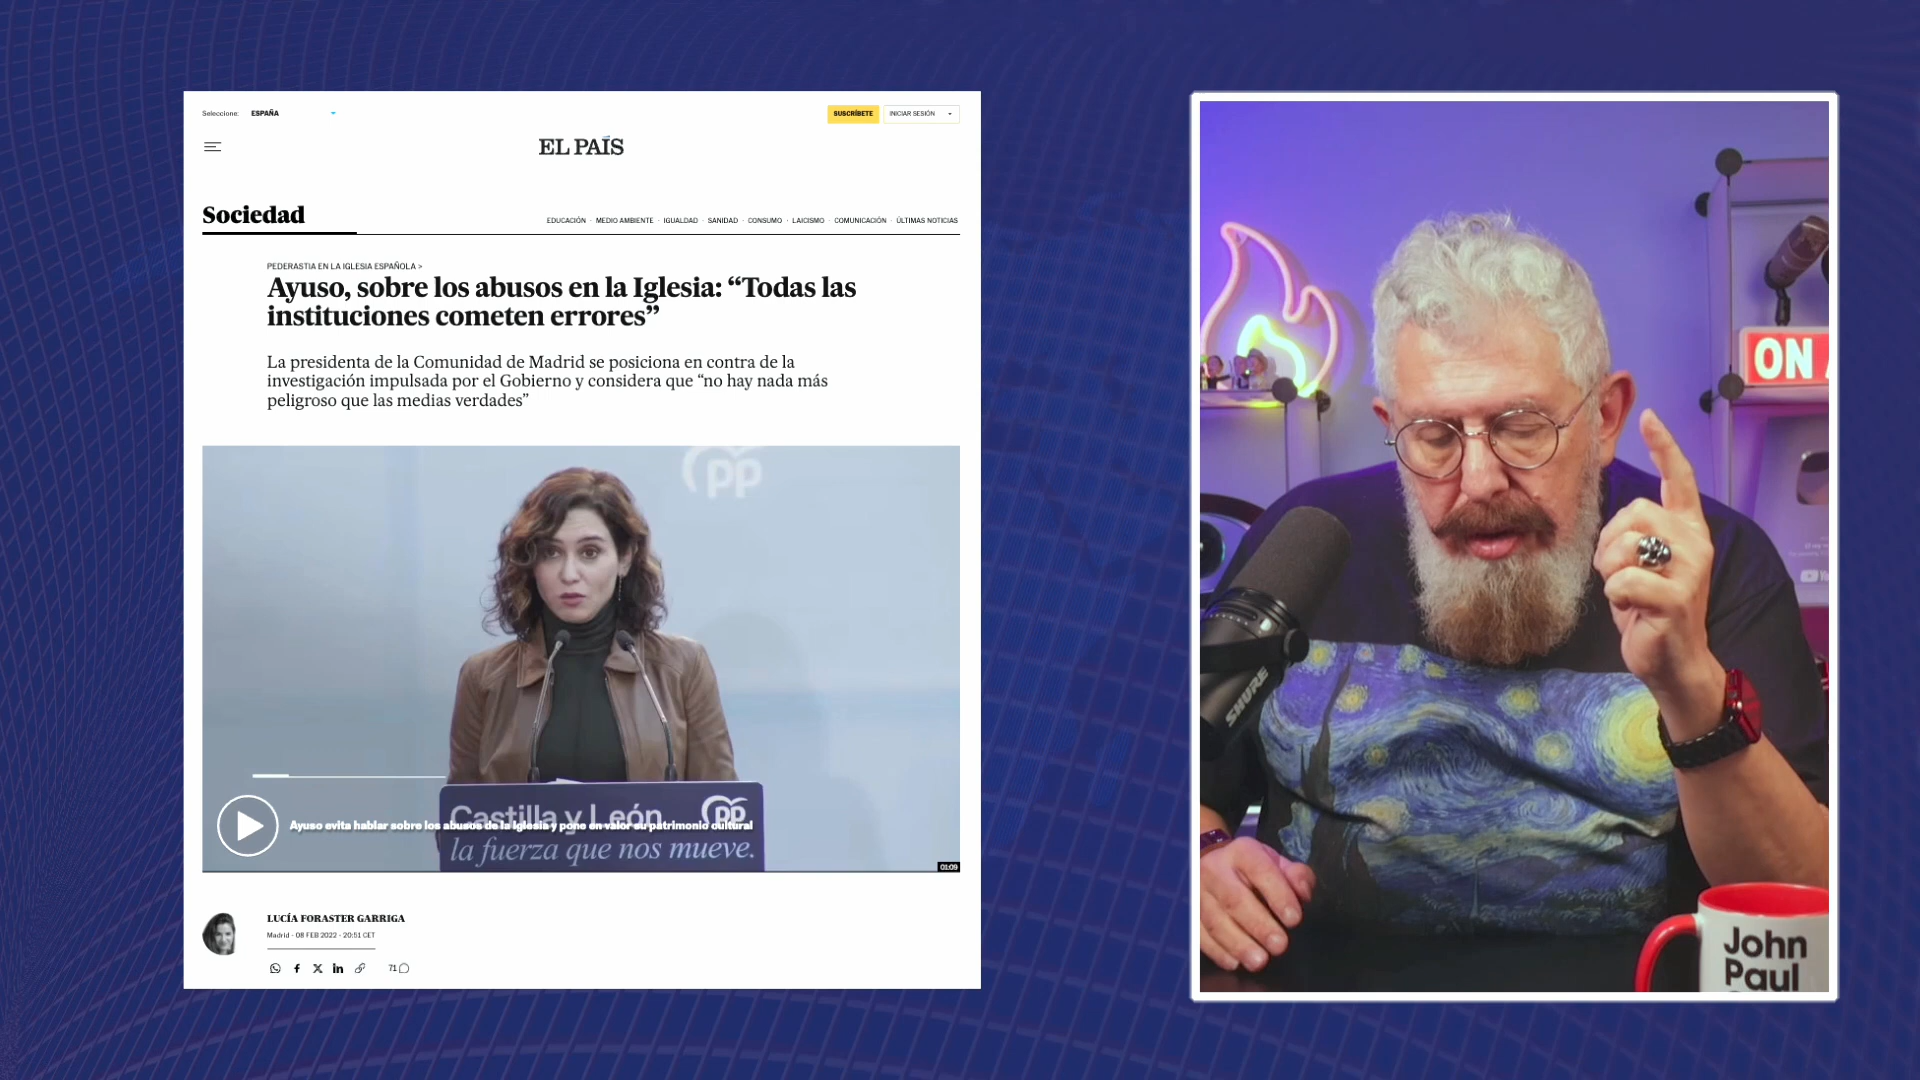 Seleccione: ESPAÑA
SUSCRÍBETE INICIAR SESIÓN
EL PAÍS
Sociedad
EDUCACIÓN · MEDIO AMBIENTE · IGUALDAD · SANIDAD · CONSUMO · LAICISMO · COMUNICACIÓN · ÚLTIMAS NOTICIAS
PEDERASTIA EN LA IGLESIA ESPAÑOLA >
Ayuso, sobre los abusos en la Iglesia: “Todas las
instituciones cometen errores”
La presidenta de la Comunidad de Madrid se posiciona en contra de la
investigación impulsada por el Gobierno y considera que “no hay nada más
peligroso que las medias verdades”
pp
Castilla y León pp
Ayuso evita hablar sobre los abusos de la Iglesia y pone en valor su patrimonio cultural
la fuerza que nos mueve.
01:09
LUCÍA FORASTER GARRIGA
Madrid - 08 FEB 2022 - 20:51 CET
71
ON
SHURE
John
Paul